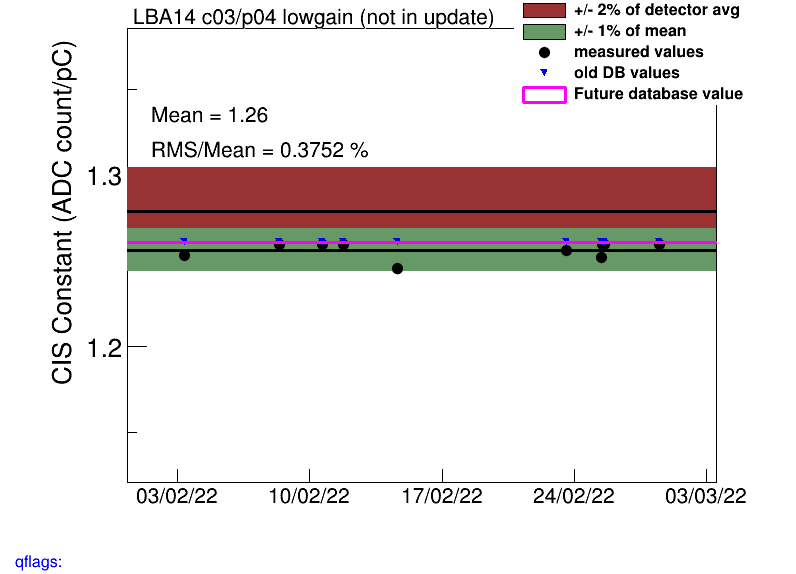 LBA14 c03/p04 lowgain (not in update)
+/- 2% of detector avg
+/- 1% of mean
measured values
old DB values
Future database value
Mean = 1.26
RMS/Mean = 0.3752 %
CIS Constant (ADC count/pC)
1.3
1.2
03/02/22 10/02/22 17/02/22 24/02/22 03/03/22
qflags: